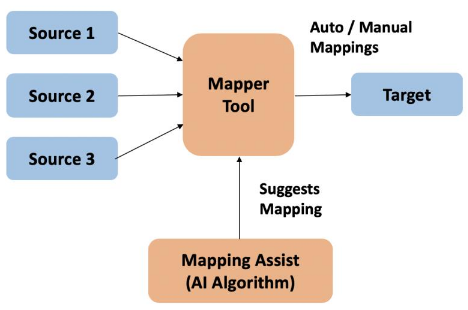 Source 1
Source 2
Source 3
Mapper
Tool
Auto / Manual
Mappings
Target
Suggests
Mapping
Mapping Assist
(AI Algorithm)